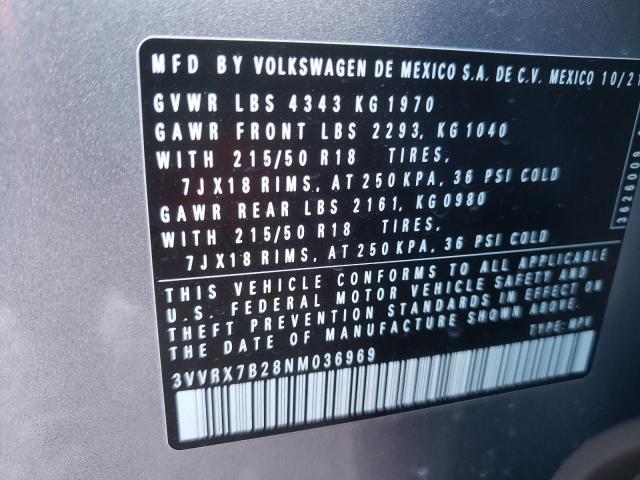 MFD BY VOLKSWAGEN DE MEXICO S.A. DE C.V. MEXICO 10/21
GVWR LBS 4343 KG 1970
GAWR FRONT LBS 2293, KG 1040
WITH 215/50 R18 TIRES,
7JX18 RIMS, AT 250 KPA, 36 PSI COLD
GAWR REAR LBS 2161, KG 0980
WITH 215/50 R18 TIRES,
7JX18 RIMS, AT 250 KPA, 36 PSI COLD
THIS VEHICLE CONFORMS TO ALL APPLICABLE
U.S. FEDERAL MOTOR VEHICLE SAFETY AND
THEFT PREVENTION STANDARDS IN EFFECT ON
THE DATE OF MANUFACTURE SHOWN ABOVE.
TYPE: MPV
3VVRX7B28NM036969
3626009